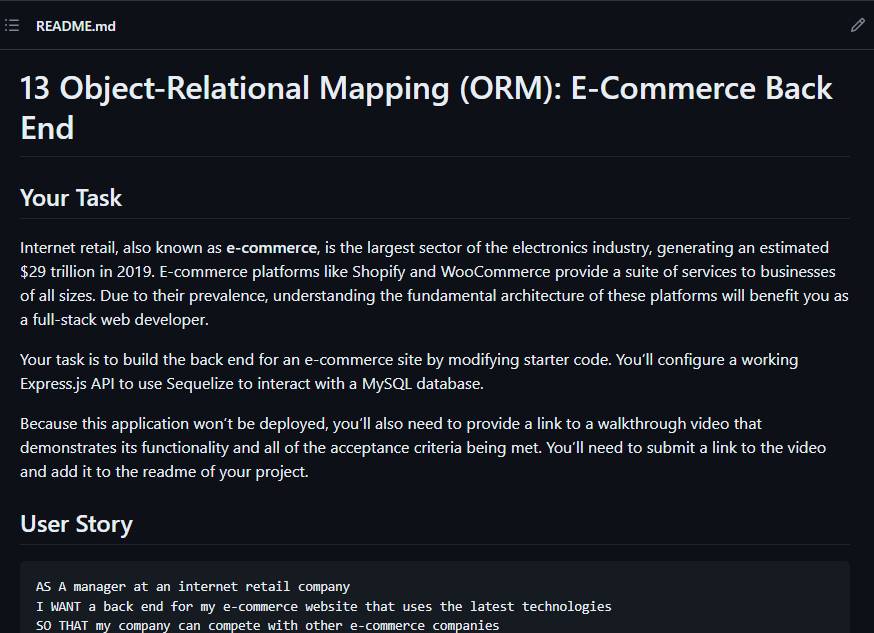 README.md
13 Object-Relational Mapping (ORM): E-Commerce Back
End
Your Task
Internet retail, also known as e-commerce, is the largest sector of the electronics industry, generating an estimated
$29 trillion in 2019. E-commerce platforms like Shopify and WooCommerce provide a suite of services to businesses
of all sizes. Due to their prevalence, understanding the fundamental architecture of these platforms will benefit you as
a full-stack web developer.
Your task is to build the back end for an e-commerce site by modifying starter code. You’ll configure a working
Express.js API to use Sequelize to interact with a MySQL database.
Because this application won’t be deployed, you’ll also need to provide a link to a walkthrough video that
demonstrates its functionality and all of the acceptance criteria being met. You’ll need to submit a link to the video
and add it to the readme of your project.
User Story
AS A manager at an internet retail company
I WANT a back end for my e-commerce website that uses the latest technologies
SO THAT my company can compete with other e-commerce companies